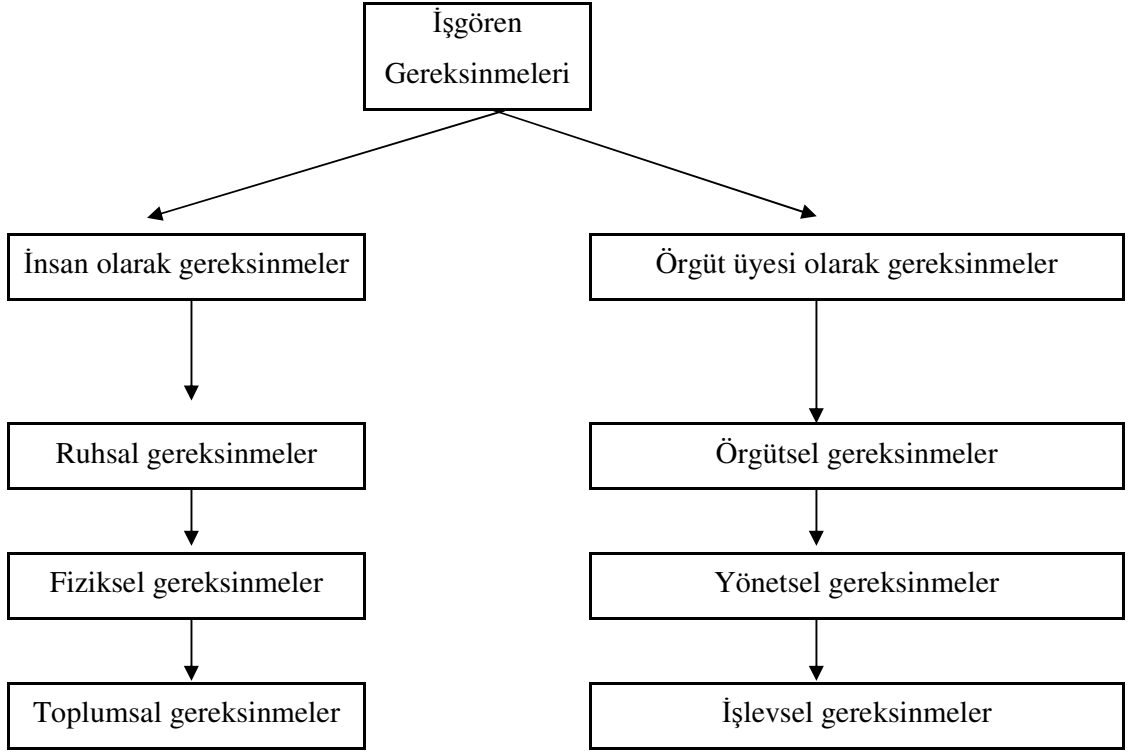 İşgören
Gereksinmeleri
İnsan olarak gereksinmeler
Örgüt üyesi olarak gereksinmeler
Ruhsal gereksinmeler
Örgütsel gereksinmeler
Fiziksel gereksinmeler
Yönetsel gereksinmeler
Toplumsal gereksinmeler
İşlevsel gereksinmeler